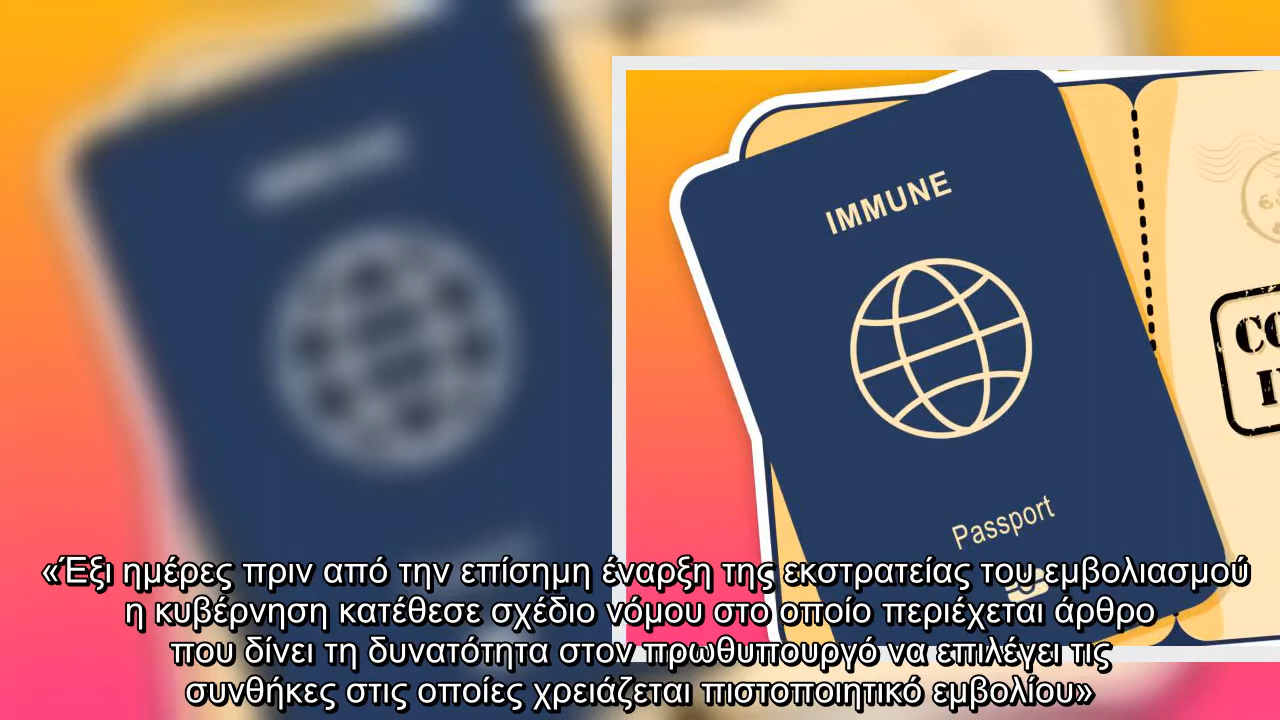 IMMUNE
Passport
«Έξι ημέρες πριν από την επίσημη έναρξη της εκστρατείας του εμβολιασμού
η κυβέρνηση κατέθεσε σχέδιο νόμου στο οποίο περιέχεται άρθρο
που δίνει τη δυνατότητα στον πρωθυπουργό να επιλέγει τις
συνθήκες στις οποίες χρειάζεται πιστοποιητικό εμβολίου»